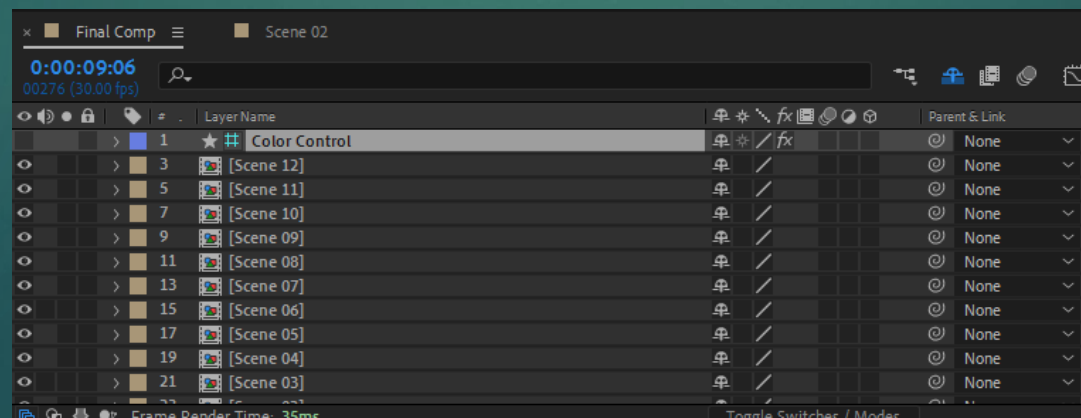 Final Comp Scene 02
0:00:09:06
00276 (30.00 fps)
# . Layer Name fx Parent & Link
1 Color Control fx None
3 [Scene 12] None
5 [Scene 11] None
7 [Scene 10] None
9 [Scene 09] None
11 [Scene 08] None
13 [Scene 07] None
15 [Scene 06] None
17 [Scene 05] None
19 [Scene 04] None
21 [Scene 03] None
Frame Render Time: 35ms Toggle Switches / Modes